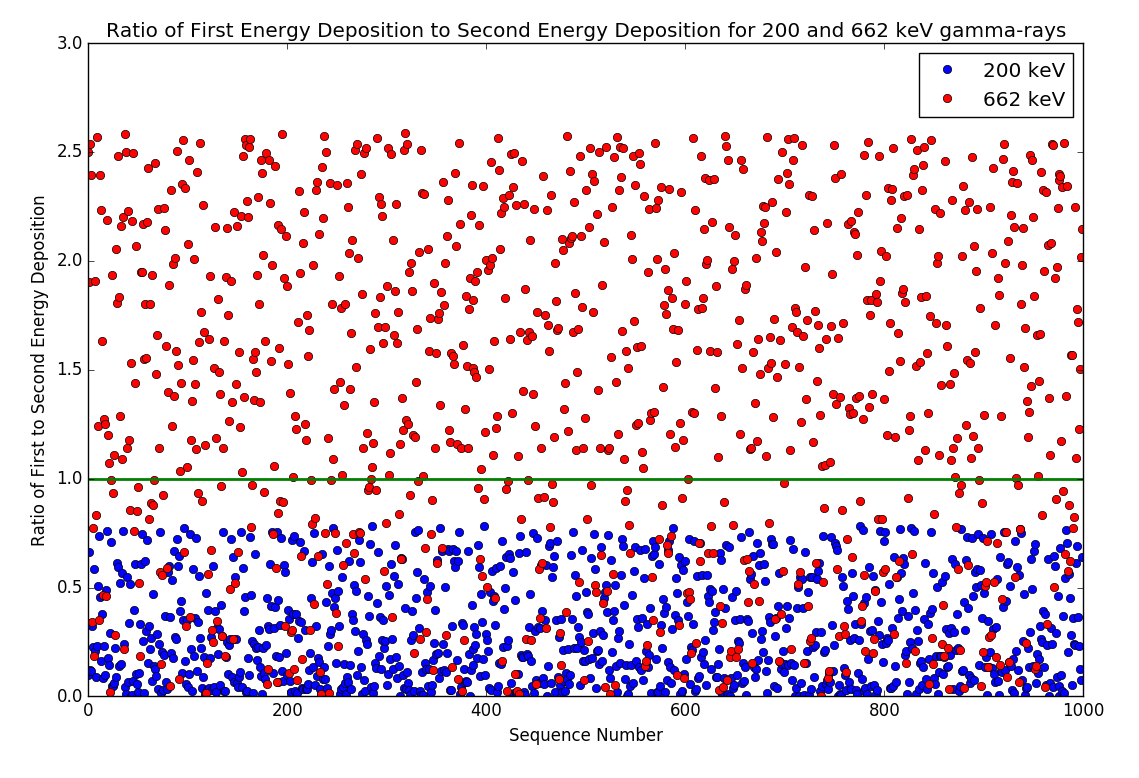 Ratio of First Energy Deposition to Second Energy Deposition for 200 and 662 keV gamma-rays
3.0
2.5
2.0
1.5
1.0
0.5
0.0
Ratio of First to Second Energy Deposition
200 keV
662 keV
0 200 400 600 800 1000
Sequence Number